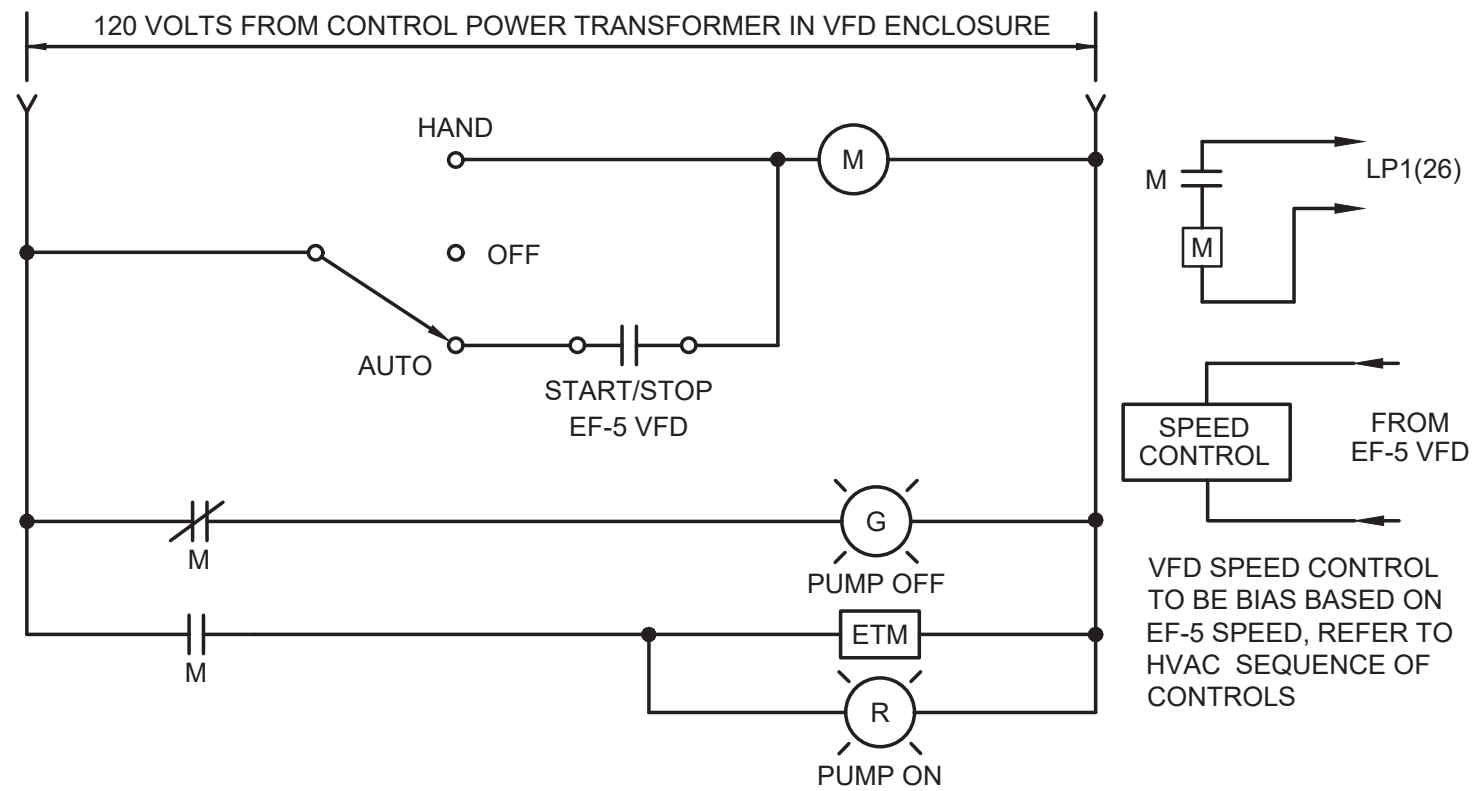 120 VOLTS FROM CONTROL POWER TRANSFORMER IN VFD ENCLOSURE
HAND
M
OFF
AUTO
START/STOP
EF-5 VFD
M
G
PUMP OFF
M
ETM
R
PUMP ON
M
LP1(26)
M
SPEED
CONTROL
FROM
EF-5 VFD
VFD SPEED CONTROL
TO BE BIAS BASED ON
EF-5 SPEED, REFER TO
HVAC SEQUENCE OF
CONTROLS